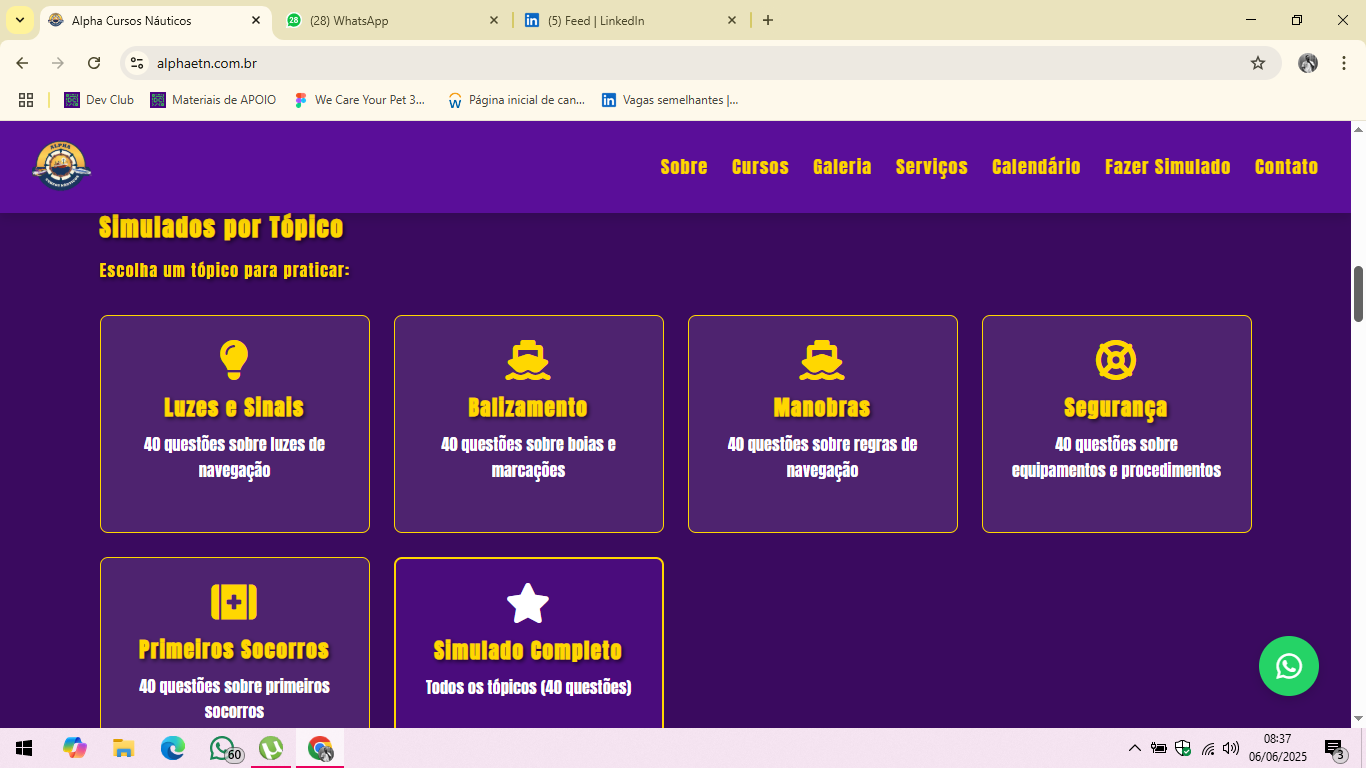 Alpha Cursos Náuticos
28
(28) WhatsApp
(5) Feed | LinkedIn
alphaetn.com.br
Dev Club
Materiais de APOIO
We Care Your Pet 3...
Página inicial de can...
Vagas semelhantes |...
ALPHA
CURSOS NÁUTICOS
Sobre
Cursos
Galeria
Serviços
Calendário
Fazer Simulado
Contato
Simulados por Tópico
Escolha um tópico para praticar:
Luzes e Sinais
40 questões sobre luzes de
navegação
Balizamento
40 questões sobre boias e
marcações
Manobras
40 questões sobre regras de
navegação
Segurança
40 questões sobre
equipamentos e procedimentos
Primeiros Socorros
40 questões sobre primeiros
socorros
Simulado Completo
Todos os tópicos (40 questões)
60
08:37
06/06/2025
3